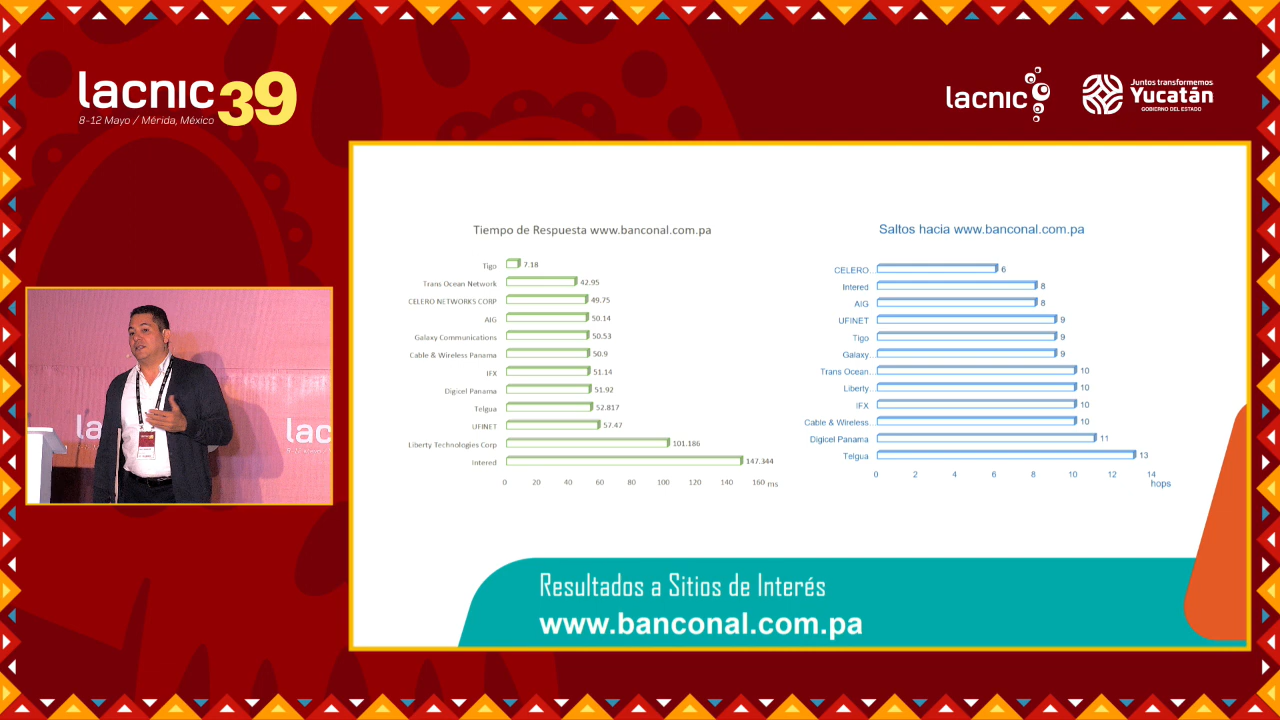 lacnic39
8-12 Mayo / Mérida, México
lacnic
Juntos transformemos
Yucatán
GOBIERNO DEL ESTADO
Tiempo de Respuesta www.banconal.com.pa
Tigo 7.18
Trans Ocean Network 42.95
CELERO NETWORKS CORP 49.75
AIG 50.14
Galaxy Communications 50.53
Cable & Wireless Panama 50.9
IFX 51.14
Digicel Panama 51.92
Telgua 52.817
UFINET 57.47
Liberty Technologies Corp 101.186
Intered 147.344
0 20 40 60 80 100 120 140 160 ms
Saltos hacia www.banconal.com.pa
CELERO... 6
Intered 8
AIG 8
UFINET 9
Tigo 9
Galaxy... 9
Trans Ocean... 10
Liberty... 10
IFX 10
Cable & Wireless... 10
Digicel Panama 11
Telgua 13
0 2 4 6 8 10 12 14
hops
la
lac
Resultados a Sitios de Interés
www.banconal.com.pa